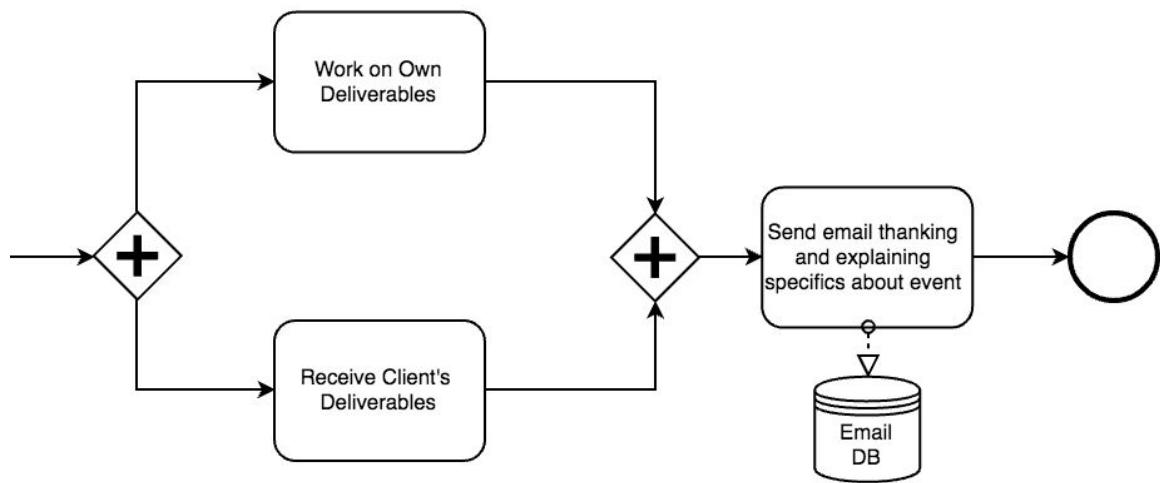 Work on Own
Deliverables
Send email thanking
and explaining
specifics about event
Receive Client's
Deliverables
Email
DB